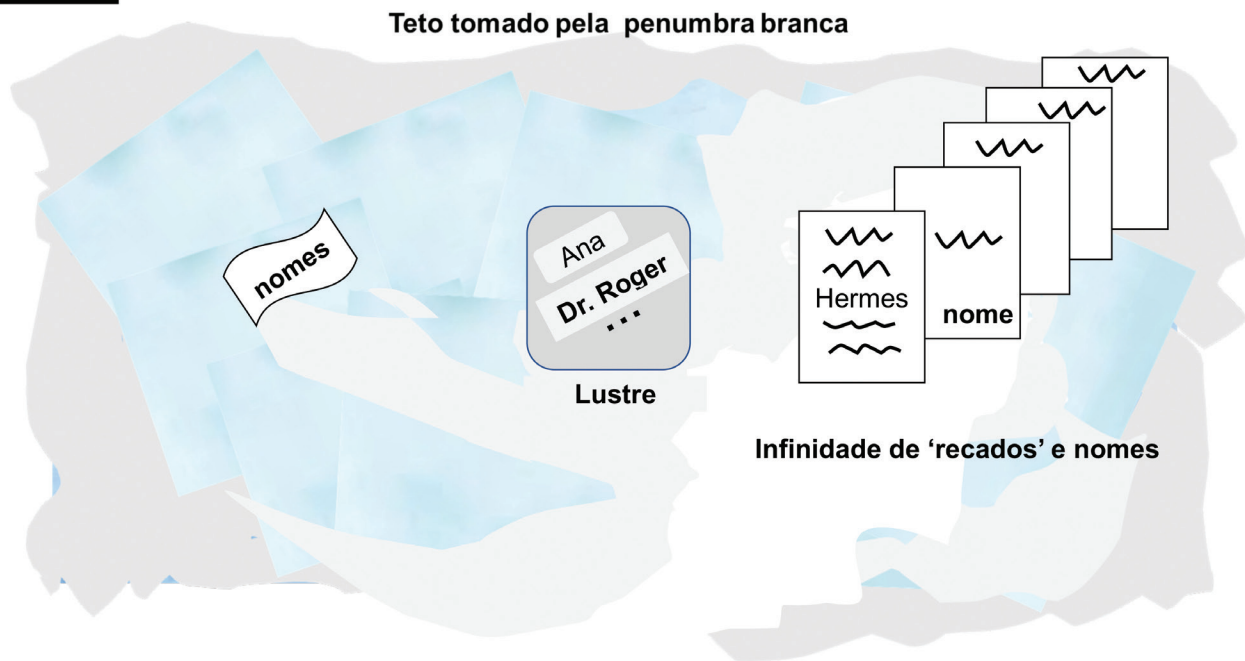 Teto tomado pela penumbra branca
nomes
Ana
Dr. Roger
...
Lustre
Hermes
nome
Infinidade de ‘recados’ e nomes